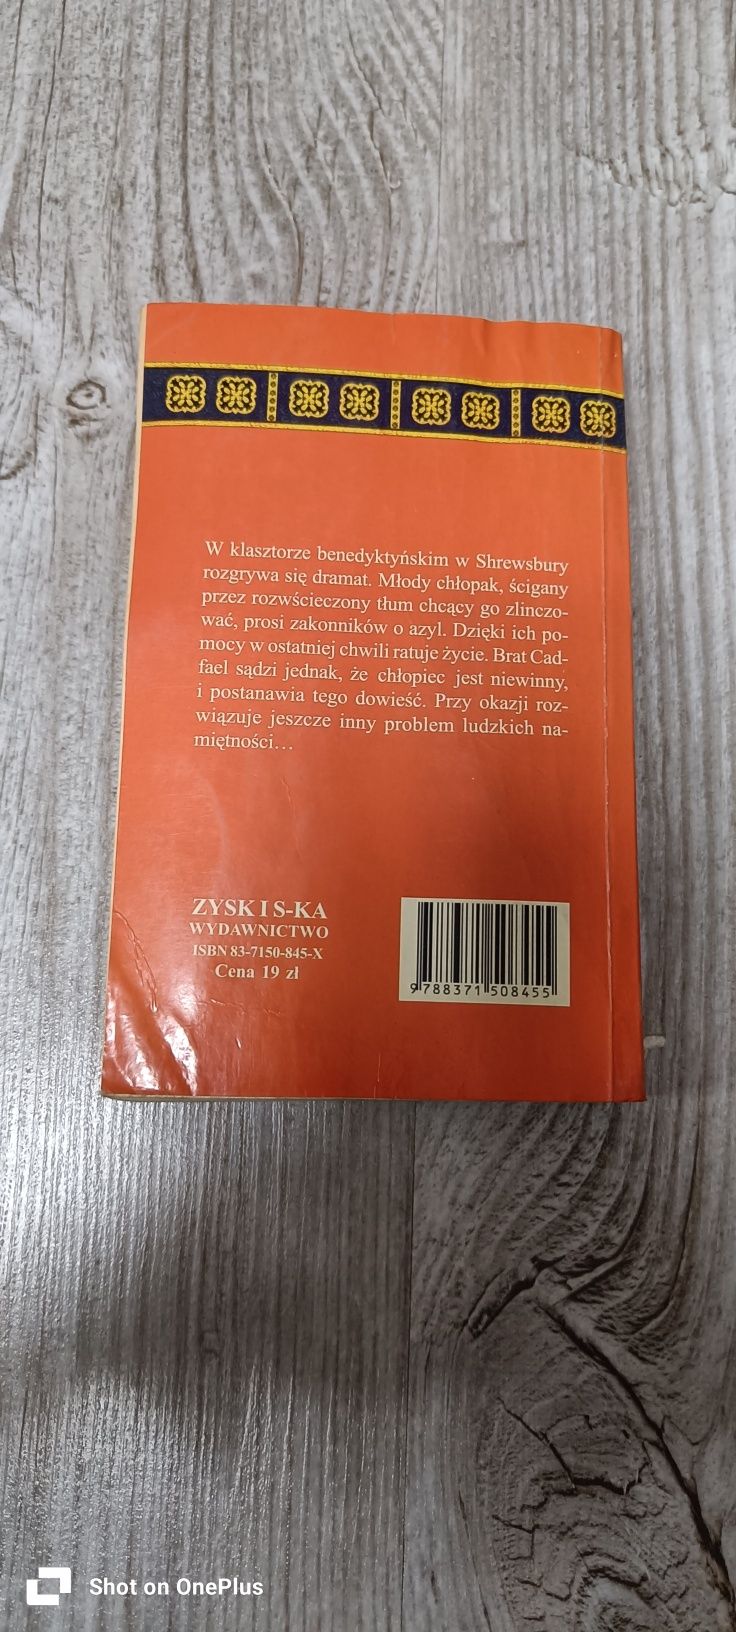 W klasztorze benedyktyńskim w Shrewsbury
rozgrywa się dramat. Młody chłopak, ścigany
przez rozwścieczony tłum chcący go zlinczo-
wać, prosi zakonników o azyl. Dzięki ich po-
mocy w ostatniej chwili ratuje życie. Brat Cad-
fael sądzi jednak, że chłopiec jest niewinny,
i postanawia tego dowieść. Przy okazji roz-
wiązuje jeszcze inny problem ludzkich na-
miętności...
ZYSK I S-KA
WYDAWNICTWO
ISBN 83-7150-845-X
Cena 19 zł
9 788371 508455
Shot on OnePlus